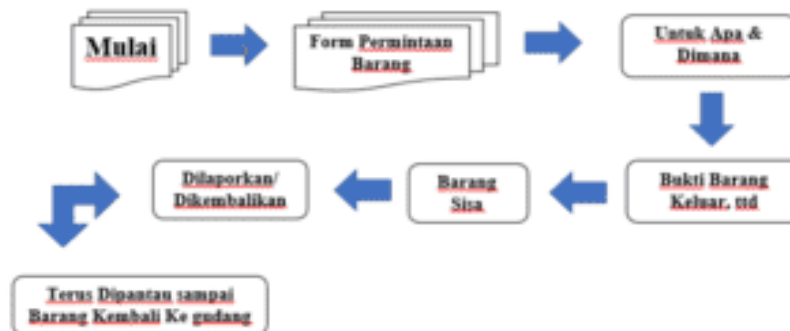 Mulai
Form Permintaan
Barang
Untuk Apa &
Dimana
Bukti Barang
Keluar, ttd
Barang
Sisa
Dilaporkan/
Dikembalikan
Terus Dipantau sampai
Barang Kembali Ke gudang